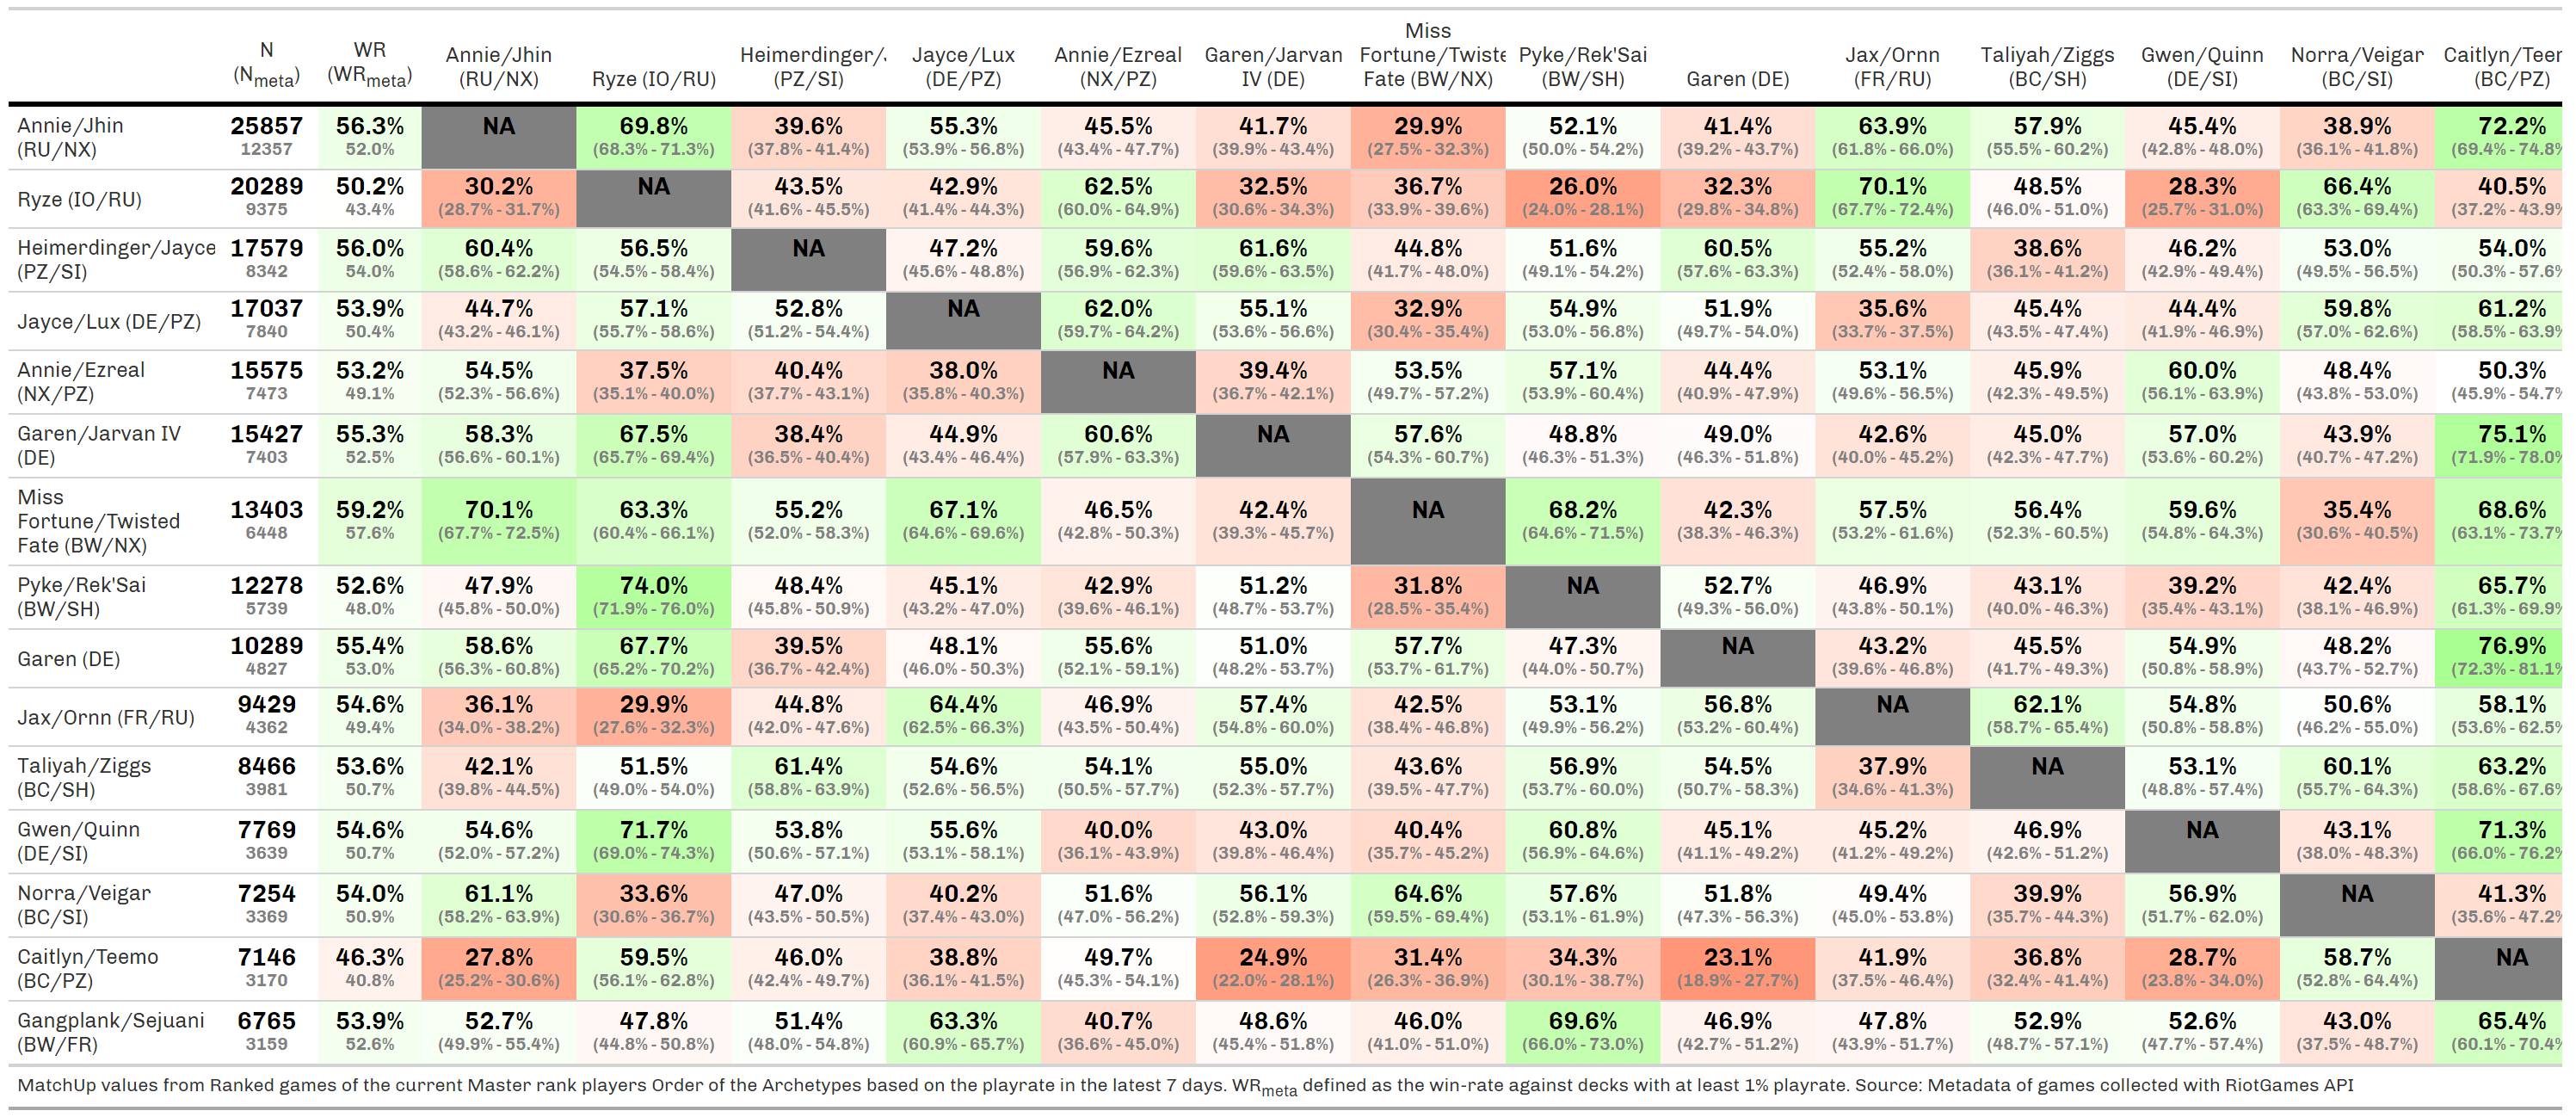 Miss
N WR Annie/Jhin Heimerdinger/J Jayce/Lux Annie/Ezreal Garen/Jarvan Fortune/Twiste Pyke/Rek'Sai Jax/Ornn Taliyah/Ziggs Gwen/Quinn Norra/Veigar Caitlyn/Teem
(Nmeta) (WRmeta) (RU/NX) Ryze (IO/RU) (PZ/SI) (DE/PZ) (NX/PZ) IV (DE) Fate (BW/NX) (BW/SH) Garen (DE) (FR/RU) (BC/SH) (DE/SI) (BC/SI) (BC/PZ)
Annie/Jhin 25857 56.3% NA 69.8% 39.6% 55.3% 45.5% 41.7% 29.9% 52.1% 41.4% 63.9% 57.9% 45.4% 38.9% 72.2%
(RU/NX) 12357 52.0% (68.3% - 71.3%) (37.8% - 41.4%) (53.9% - 56.8%) (43.4% - 47.7%) (39.9% - 43.4%) (27.5% - 32.3%) (50.0% - 54.2%) (39.2% - 43.7%) (61.8% - 66.0%) (55.5% - 60.2%) (42.8% - 48.0%) (36.1% - 41.8%) (69.4% - 74.8%
Ryze (IO/RU) 20289 50.2% 30.2% NA 43.5% 42.9% 62.5% 32.5% 36.7% 26.0% 32.3% 70.1% 48.5% 28.3% 66.4% 40.5%
9375 43.4% (28.7% - 31.7%) (41.6% - 45.5%) (41.4% - 44.3%) (60.0% - 64.9%) (30.6% - 34.3%) (33.9% - 39.6%) (24.0% - 28.1%) (29.8% - 34.8%) (67.7% - 72.4%) (46.0% - 51.0%) (25.7% - 31.0%) (63.3% - 69.4%) (37.2% - 43.9%
Heimerdinger/Jayce 17579 56.0% 60.4% 56.5% NA 47.2% 59.6% 61.6% 44.8% 51.6% 60.5% 55.2% 38.6% 46.2% 53.0% 54.0%
(PZ/SI) 8342 54.0% (58.6% - 62.2%) (54.5% - 58.4%) (45.6% - 48.8%) (56.9% - 62.3%) (59.6% - 63.5%) (41.7% - 48.0%) (49.1% - 54.2%) (57.6% - 63.3%) (52.4% - 58.0%) (36.1% - 41.2%) (42.9% - 49.4%) (49.5% - 56.5%) (50.3% - 57.6%
Jayce/Lux (DE/PZ) 17037 53.9% 44.7% 57.1% 52.8% NA 62.0% 55.1% 32.9% 54.9% 51.9% 35.6% 45.4% 44.4% 59.8% 61.2%
7840 50.4% (43.2% - 46.1%) (55.7% - 58.6%) (51.2% - 54.4%) (59.7% - 64.2%) (53.6% - 56.6%) (30.4% - 35.4%) (53.0% - 56.8%) (49.7% - 54.0%) (33.7% - 37.5%) (43.5% - 47.4%) (41.9% - 46.9%) (57.0% - 62.6%) (58.5% - 63.9%
Annie/Ezreal 15575 53.2% 54.5% 37.5% 40.4% 38.0% NA 39.4% 53.5% 57.1% 44.4% 53.1% 45.9% 60.0% 48.4% 50.3%
(NX/PZ) 7473 49.1% (52.3% - 56.6%) (35.1% - 40.0%) (37.7% - 43.1%) (35.8% - 40.3%) (36.7% - 42.1%) (49.7% - 57.2%) (53.9% - 60.4%) (40.9% - 47.9%) (49.6% - 56.5%) (42.3% - 49.5%) (56.1% - 63.9%) (43.8% - 53.0%) (45.9% - 54.7%
Garen/Jarvan IV 15427 55.3% 58.3% 67.5% 38.4% 44.9% 60.6% NA 57.6% 48.8% 49.0% 42.6% 45.0% 57.0% 43.9% 75.1%
(DE) 7403 52.5% (56.6% - 60.1%) (65.7% - 69.4%) (36.5% - 40.4%) (43.4% - 46.4%) (57.9% - 63.3%) (54.3% - 60.7%) (46.3% - 51.3%) (46.3% - 51.8%) (40.0% - 45.2%) (42.3% - 47.7%) (53.6% - 60.2%) (40.7% - 47.2%) (71.9% - 78.0%
Miss
Fortune/Twisted 13403 59.2% 70.1% 63.3% 55.2% 67.1% 46.5% 42.4% NA 68.2% 42.3% 57.5% 56.4% 59.6% 35.4% 68.6%
Fate (BW/NX) 6448 57.6% (67.7% - 72.5%) (60.4% - 66.1%) (52.0% - 58.3%) (64.6% - 69.6%) (42.8% - 50.3%) (39.3% - 45.7%) (64.6% - 71.5%) (38.3% - 46.3%) (53.2% - 61.6%) (52.3% - 60.5%) (54.8% - 64.3%) (30.6% - 40.5%) (63.1% - 73.7%
Pyke/Rek'Sai 12278 52.6% 47.9% 74.0% 48.4% 45.1% 42.9% 51.2% 31.8% NA 52.7% 46.9% 43.1% 39.2% 42.4% 65.7%
(BW/SH) 5739 48.0% (45.8% - 50.0%) (71.9% - 76.0%) (45.8% - 50.9%) (43.2% - 47.0%) (39.6% - 46.1%) (48.7% - 53.7%) (28.5% - 35.4%) (49.3% - 56.0%) (43.8% - 50.1%) (40.0% - 46.3%) (35.4% - 43.1%) (38.1% - 46.9%) (61.3% - 69.9%
Garen (DE) 10289 55.4% 58.6% 67.7% 39.5% 48.1% 55.6% 51.0% 57.7% 47.3% NA 43.2% 45.5% 54.9% 48.2% 76.9%
4827 53.0% (56.3% - 60.8%) (65.2% - 70.2%) (36.7% - 42.4%) (46.0% - 50.3%) (52.1% - 59.1%) (48.2% - 53.7%) (53.7% - 61.7%) (44.0% - 50.7%) (39.6% - 46.8%) (41.7% - 49.3%) (50.8% - 58.9%) (43.7% - 52.7%) (72.3% - 81.1%
Jax/Ornn (FR/RU) 9429 54.6% 36.1% 29.9% 44.8% 64.4% 46.9% 57.4% 42.5% 53.1% 56.8% NA 62.1% 54.8% 50.6% 58.1%
4362 49.4% (34.0% - 38.2%) (27.6% - 32.3%) (42.0% - 47.6%) (62.5% - 66.3%) (43.5% - 50.4%) (54.8% - 60.0%) (38.4% - 46.8%) (49.9% - 56.2%) (53.2% - 60.4%) (58.7% - 65.4%) (50.8% - 58.8%) (46.2% - 55.0%) (53.6% - 62.5%
Taliyah/Ziggs 8466 53.6% 42.1% 51.5% 61.4% 54.6% 54.1% 55.0% 43.6% 56.9% 54.5% 37.9% NA 53.1% 60.1% 63.2%
(BC/SH) 3981 50.7% (39.8% - 44.5%) (49.0% - 54.0%) (58.8% - 63.9%) (52.6% - 56.5%) (50.5% - 57.7%) (52.3% - 57.7%) (39.5% - 47.7%) (53.7% - 60.0%) (50.7% - 58.3%) (34.6% - 41.3%) (48.8% - 57.4%) (55.7% - 64.3%) (58.6% - 67.6%
Gwen/Quinn 7769 54.6% 54.6% 71.7% 53.8% 55.6% 40.0% 43.0% 40.4% 60.8% 45.1% 45.2% 46.9% NA 43.1% 71.3%
(DE/SI) 3639 50.7% (52.0% - 57.2%) (69.0% - 74.3%) (50.6% - 57.1%) (53.1% - 58.1%) (36.1% - 43.9%) (39.8% - 46.4%) (35.7% - 45.2%) (56.9% - 64.6%) (41.1% - 49.2%) (41.2% - 49.2%) (42.6% - 51.2%) (38.0% - 48.3%) (66.0% - 76.2%
Norra/Veigar 7254 54.0% 61.1% 33.6% 47.0% 40.2% 51.6% 56.1% 64.6% 57.6% 51.8% 49.4% 39.9% 56.9% NA 41.3%
(BC/SI) 3369 50.9% (58.2% - 63.9%) (30.6% - 36.7%) (43.5% - 50.5%) (37.4% - 43.0%) (47.0% - 56.2%) (52.8% - 59.3%) (59.5% - 69.4%) (53.1% - 61.9%) (47.3% - 56.3%) (45.0% - 53.8%) (35.7% - 44.3%) (51.7% - 62.0%) (35.6% - 47.2%
Caitlyn/Teemo 7146 46.3% 27.8% 59.5% 46.0% 38.8% 49.7% 24.9% 31.4% 34.3% 23.1% 41.9% 36.8% 28.7% 58.7% NA
(BC/PZ) 3170 40.8% (25.2% - 30.6%) (56.1% - 62.8%) (42.4% - 49.7%) (36.1% - 41.5%) (45.3% - 54.1%) (22.0% - 28.1%) (26.3% - 36.9%) (30.1% - 38.7%) (18.9% - 27.7%) (37.5% - 46.4%) (32.4% - 41.4%) (23.8% - 34.0%) (52.8% - 64.4%)
Gangplank/Sejuani 6765 53.9% 52.7% 47.8% 51.4% 63.3% 40.7% 48.6% 46.0% 69.6% 46.9% 47.8% 52.9% 52.6% 43.0% 65.4%
(BW/FR) 3159 52.6% (49.9% - 55.4%) (44.8% - 50.8%) (48.0% - 54.8%) (60.9% - 65.7%) (36.6% - 45.0%) (45.4% - 51.8%) (41.0% - 51.0%) (66.0% - 73.0%) (42.7% - 51.2%) (43.9% - 51.7%) (48.7% - 57.1%) (47.7% - 57.4%) (37.5% - 48.7%) (60.1% - 70.4%
MatchUp values from Ranked games of the current Master rank players Order of the Archetypes based on the playrate in the latest 7 days. WRmeta defined as the win-rate against decks with at least 1% playrate. Source: Metadata of games collected with RiotGames API